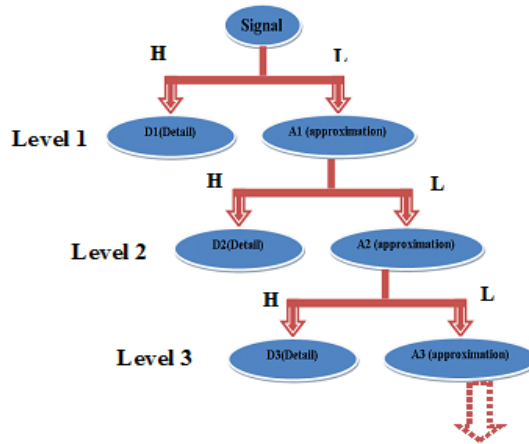 Signal
H
L
Level 1
D1(Detail)
A1 (approximation)
H
L
Level 2
D2(Detail)
A2 (approximation)
H
L
Level 3
D3(Detail)
A3 (approximation)